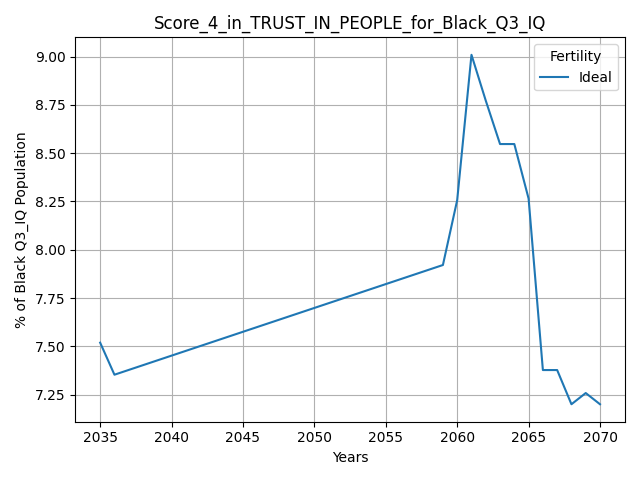 Score_4_in_TRUST_IN_PEOPLE_for_Black_Q3_IQ
Fertility
Ideal
% of Black Q3_IQ Population
9.00
8.75
8.50
8.25
8.00
7.75
7.50
7.25
2035 2040 2045 2050 2055 2060 2065 2070
Years